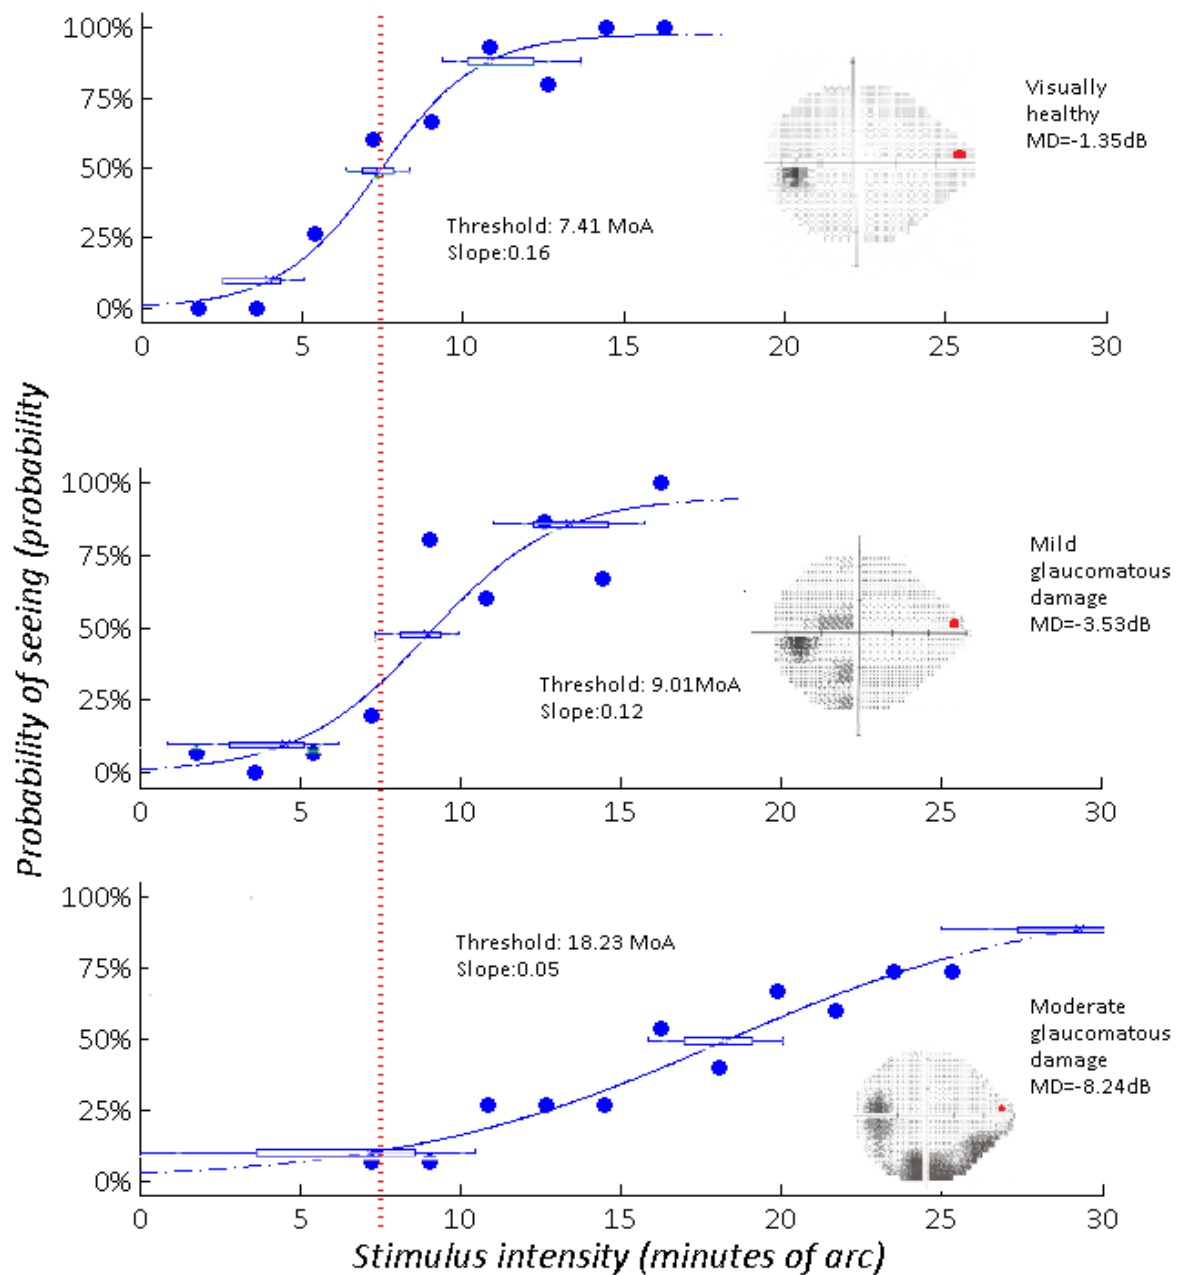 100%
75%
50%
25%
0%
0 5 10 15 20 25 30
Threshold: 7.41 MoA
Slope:0.16
Visually
healthy
MD=-1.35dB
Probability of seeing (probability
100%
75%
50%
25%
0%
0 5 10 15 20 25 30
Threshold: 9.01MoA
Slope:0.12
Mild
glaucomatous
damage
MD=-3.53dB
100%
75%
50%
25%
0%
0 5 10 15 20 25 30
Threshold: 18.23 MoA
Slope:0.05
Moderate
glaucomatous
damage
MD=-8.24dB
Stimulus intensity (minutes of arc)